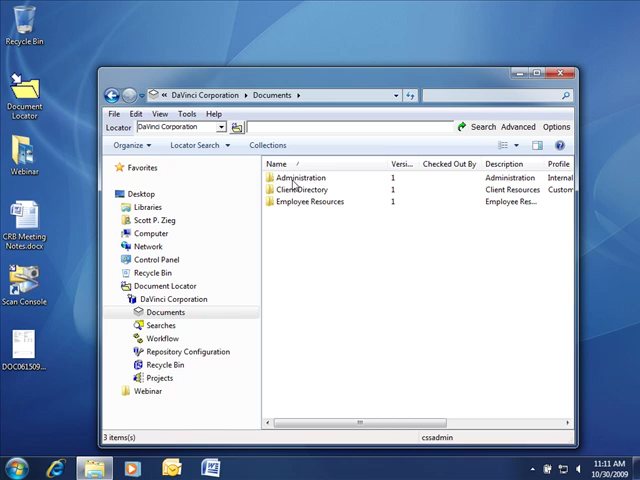 Recycle Bin
Document
Locator
Webinar
CRB Meeting
Notes.docx
Scan Console
DOC061509...
DaVinci Corporation
Documents
File Edit View Tools Help
Locator DaVinci Corporation
Search Advanced Options
Organize Locator Search Collections
Favorites
Desktop
Libraries
Scott P. Zieg
Computer
Network
Control Panel
Recycle Bin
Document Locator
DaVinci Corporation
Documents
Searches
Workflow
Repository Configuration
Recycle Bin
Projects
Webinar
Name Versi... Checked Out By Description Profile
Administration 1 Administration Internal
Client Directory 1 Client Resources Custom
Employee Resources 1 Employee Res...
3 items(s) cssadmin
11:11 AM
10/30/2009